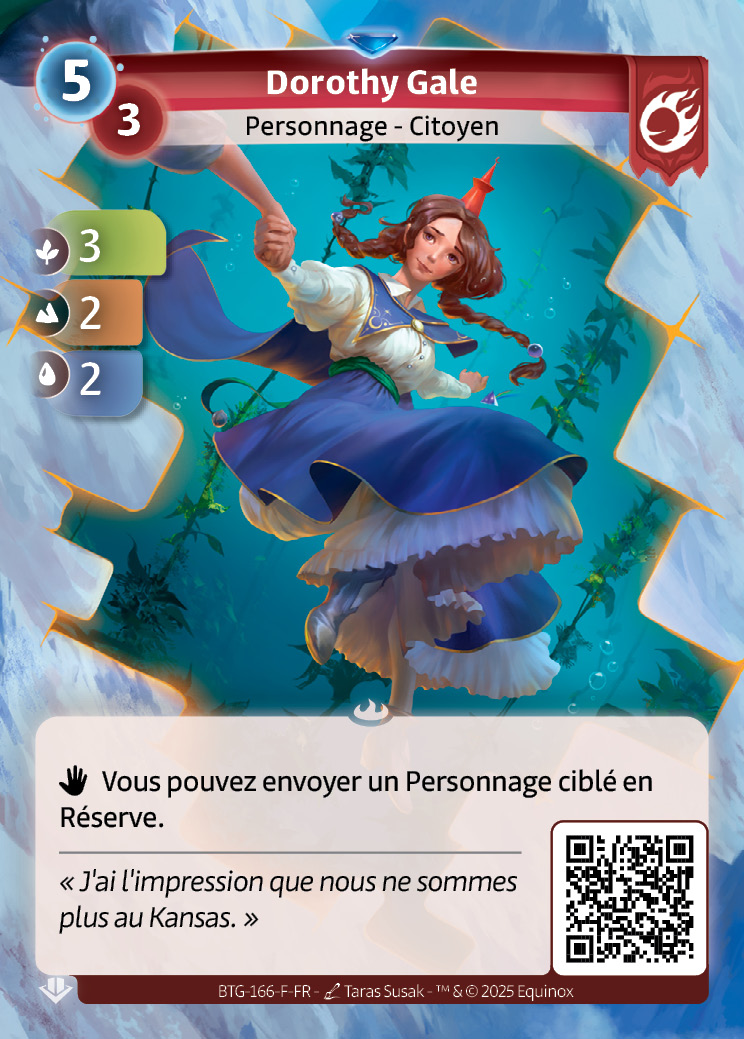 5
Dorothy Gale
3
Personnage - Citoyen
3
2
2
Vous pouvez envoyer un Personnage ciblé en
Réserve.
« J'ai l'impression que nous ne sommes
plus au Kansas. »
BTG-166-F-FR - Taras Susak - ™ & © 2025 Equinox